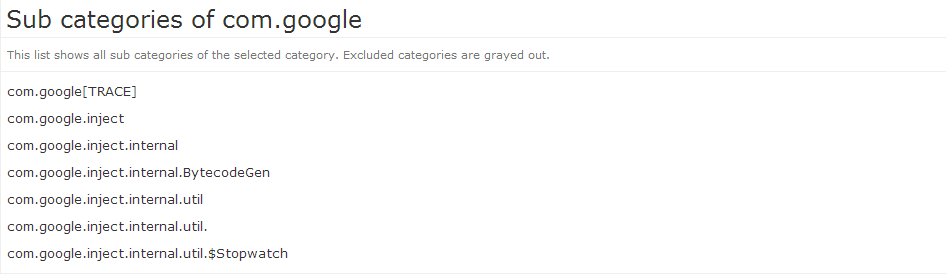 Sub categories of com.google
This list shows all sub categories of the selected category. Excluded categories are grayed out.
com.google[TRACE]
com.google.inject
com.google.inject.internal
com.google.inject.internal.BytecodeGen
com.google.inject.internal.util
com.google.inject.internal.util.
com.google.inject.internal.util.$Stopwatch